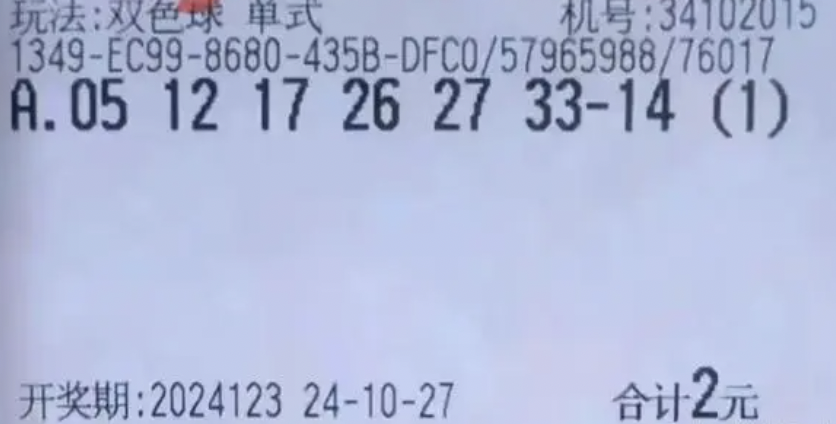 玩法:双色球 单式 机号:34102015
1349-EC99-8680-435B-DFC0/57965988/76017
A.05 12 17 26 27 33-14 (1)
开奖期:2024123 24-10-27 合计2元